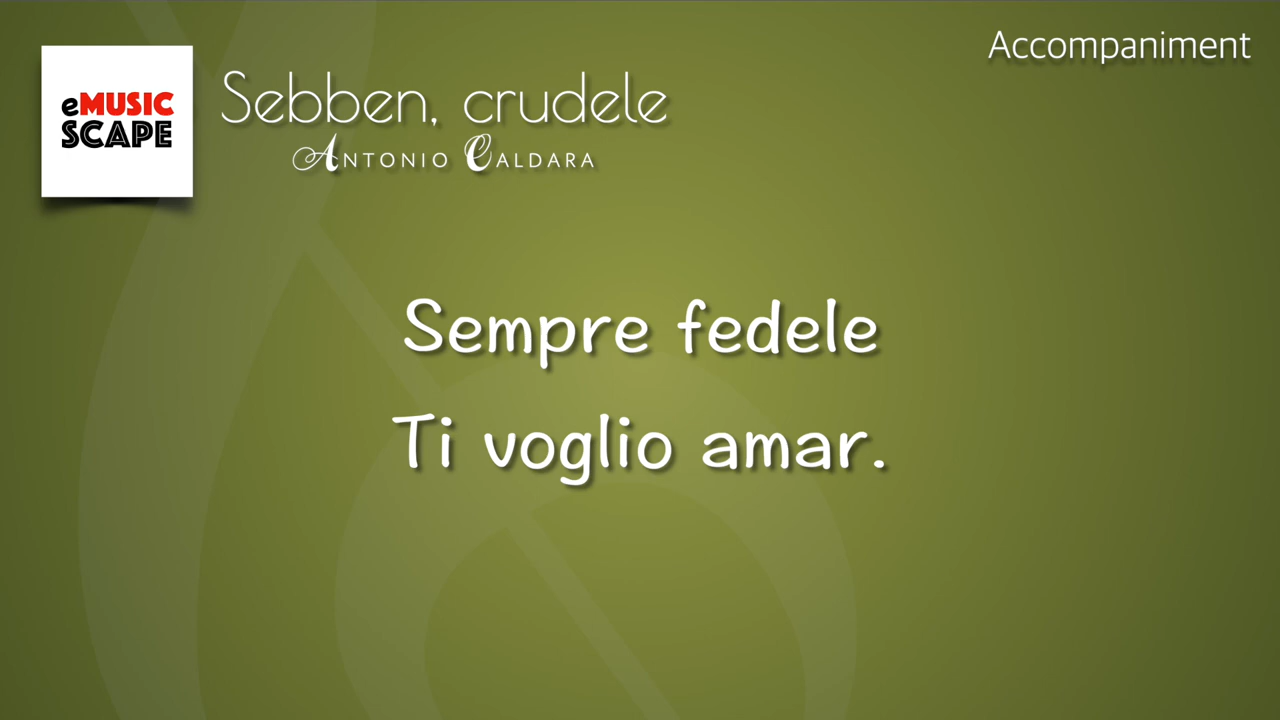 Accompaniment
eMUSIC
SCAPE
Sebben, crudele
ANTONIO CALDARA
Sempre fedele
Ti voglio amar.